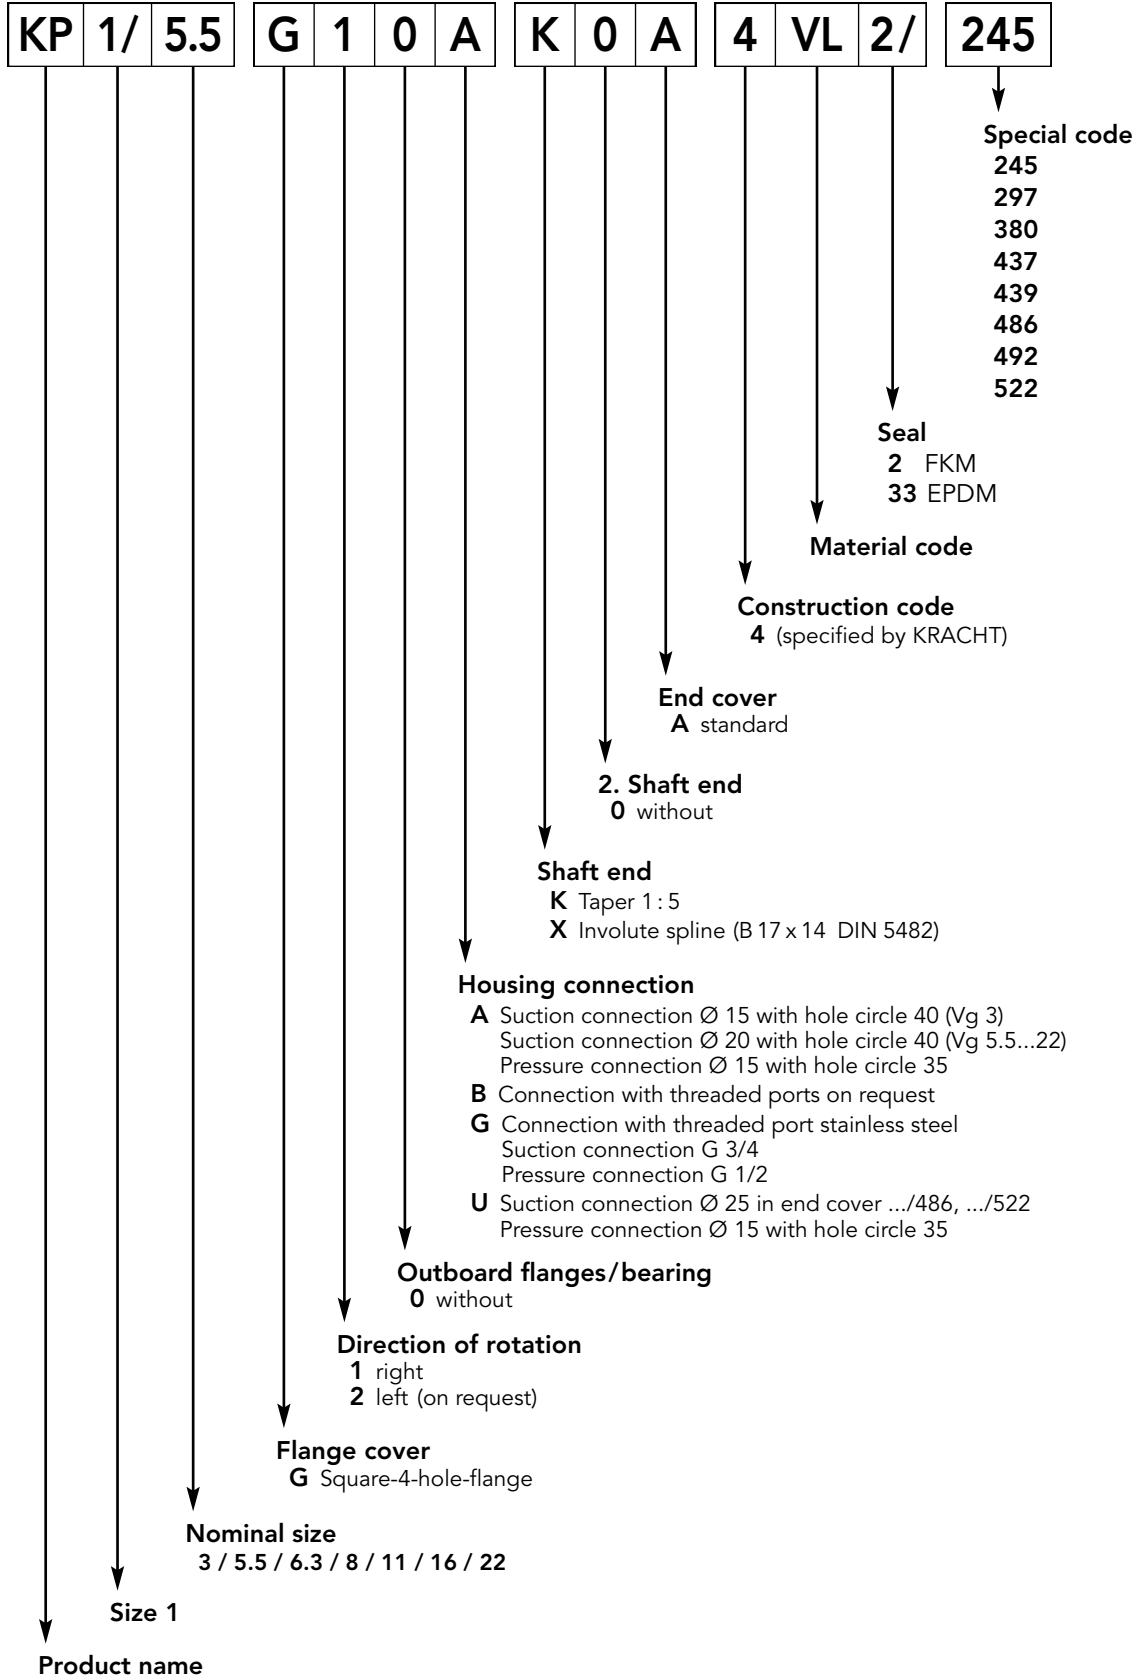 KP 1/ 5.5 G 1 0 A K 0 A 4 VL 2/ 245
Special code
245
297
380
437
439
486
492
522
Seal
2 FKM
33 EPDM
Material code
Construction code
4 (specified by KRACHT)
End cover
A standard
2. Shaft end
0 without
Shaft end
K Taper 1 : 5
X Involute spline (B 17 x 14 DIN 5482)
Housing connection
A Suction connection Ø 15 with hole circle 40 (Vg 3)
Suction connection Ø 20 with hole circle 40 (Vg 5.5...22)
Pressure connection Ø 15 with hole circle 35
B Connection with threaded ports on request
G Connection with threaded port stainless steel
Suction connection G 3/4
Pressure connection G 1/2
U Suction connection Ø 25 in end cover .../486, .../522
Pressure connection Ø 15 with hole circle 35
Outboard flanges/bearing
0 without
Direction of rotation
1 right
2 left (on request)
Flange cover
G Square-4-hole-flange
Nominal size
3 / 5.5 / 6.3 / 8 / 11 / 16 / 22
Size 1
Product name